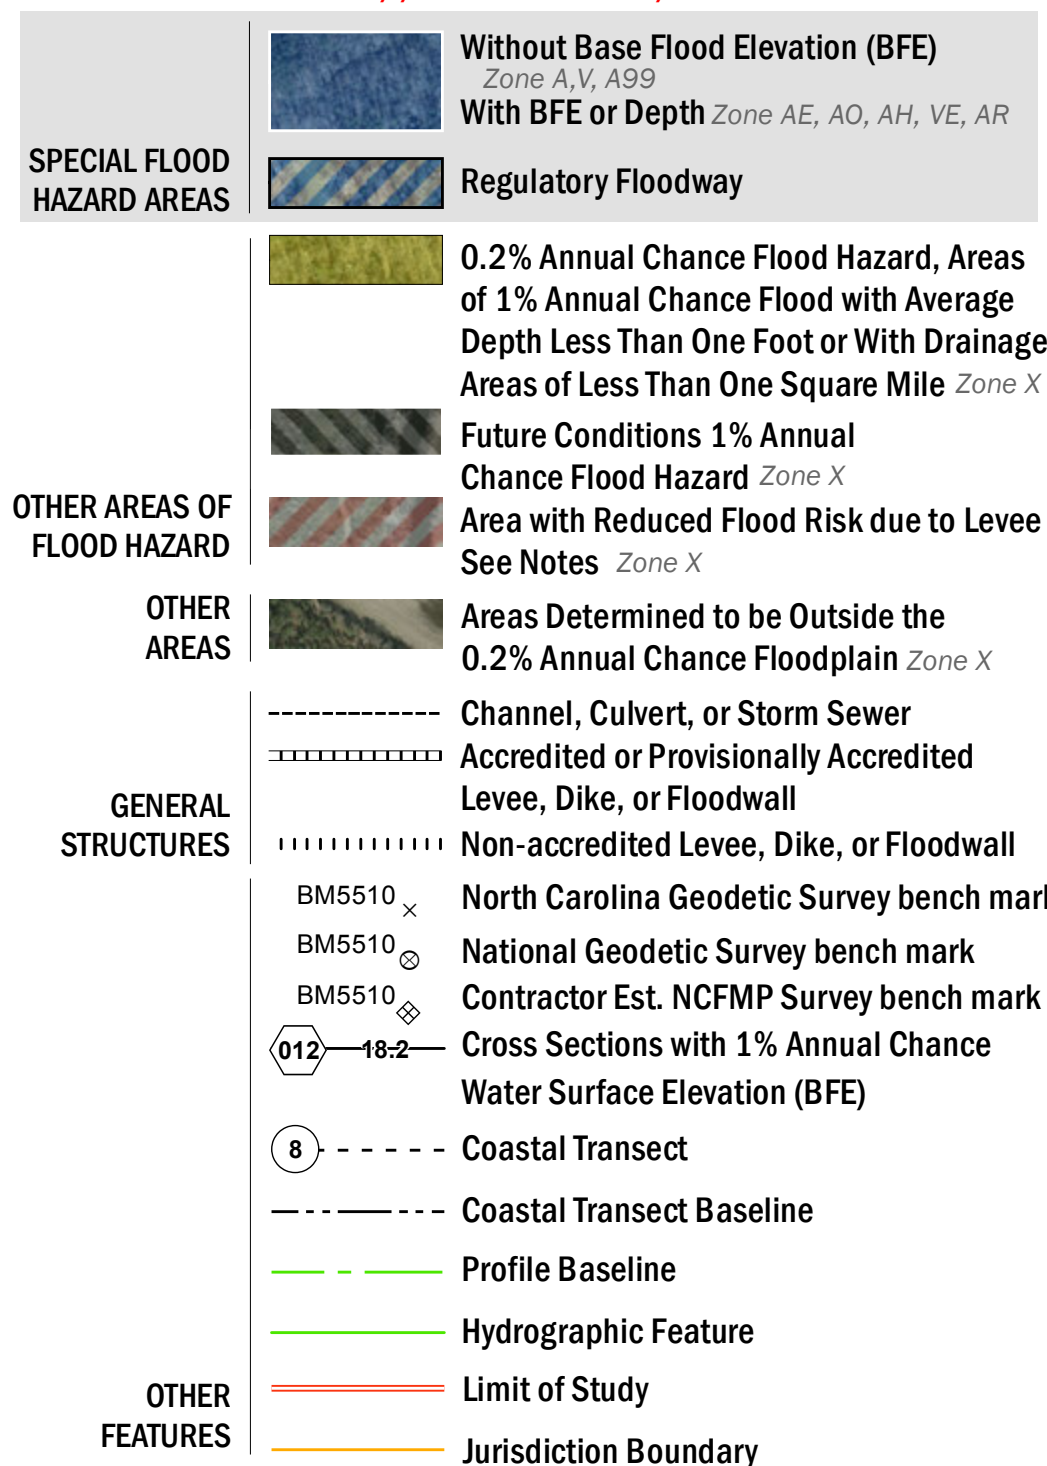 Without Base Flood Elevation (BFE)
Zone A,V, A99
With BFE or Depth Zone AE, AO, AH, VE, AR
SPECIAL FLOOD
HAZARD AREAS
Regulatory Floodway
0.2% Annual Chance Flood Hazard, Areas
of 1% Annual Chance Flood with Average
Depth Less Than One Foot or With Drainage
Areas of Less Than One Square Mile Zone X
Future Conditions 1% Annual
Chance Flood Hazard Zone X
OTHER AREAS OF
FLOOD HAZARD
Area with Reduced Flood Risk due to Levee
See Notes Zone X
OTHER
AREAS
Areas Determined to be Outside the
0.2% Annual Chance Floodplain Zone X
Channel, Culvert, or Storm Sewer
Accredited or Provisionally Accredited
Levee, Dike, or Floodwall
GENERAL
STRUCTURES
Non-accredited Levee, Dike, or Floodwall
BM5510 North Carolina Geodetic Survey bench mark
BM5510 National Geodetic Survey bench mark
BM5510 Contractor Est. NCFMP Survey bench mark
012 18.2 Cross Sections with 1% Annual Chance
Water Surface Elevation (BFE)
8 Coastal Transect
Coastal Transect Baseline
Profile Baseline
Hydrographic Feature
Limit of Study
OTHER
FEATURES
Jurisdiction Boundary